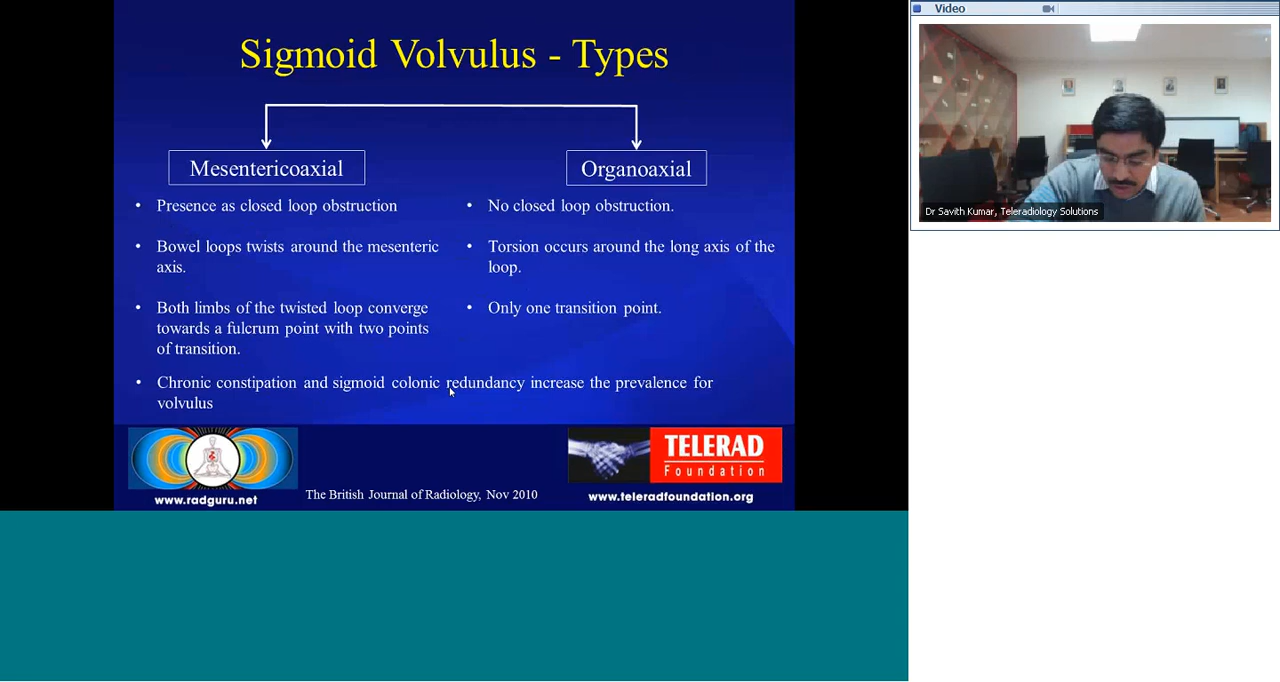 Sigmoid Volvulus - Types
Mesentericoaxial
• Presence as closed loop obstruction
• Bowel loops twists around the mesenteric
axis.
• Both limbs of the twisted loop converge
towards a fulcrum point with two points
of transition.
Organoaxial
• No closed loop obstruction.
• Torsion occurs around the long axis of the
loop.
• Only one transition point.
• Chronic constipation and sigmoid colonic redundancy increase the prevalence for
volvulus
www.radguru.net
The British Journal of Radiology, Nov 2010
TELERAD
Foundation
www.teleradfoundation.org
Video
Dr Savith Kumar, Teleradiology Solutions